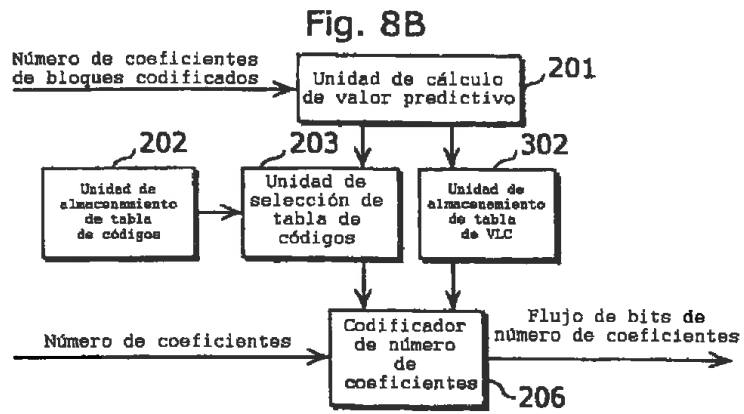 Fig. 8B
Número de coeficientes
de bloques codificados
Unidad de cálculo
de valor predictivo
201
202
203
302
Unidad de
almacenamiento
de tabla
de códigos
Unidad de
selección de
tabla de
códigos
Unidad de
almacenamiento
de tabla
de VLC
Número de coeficientes
Codificador
de número
de
coeficientes
Flujo de bits de
número de coeficientes
206